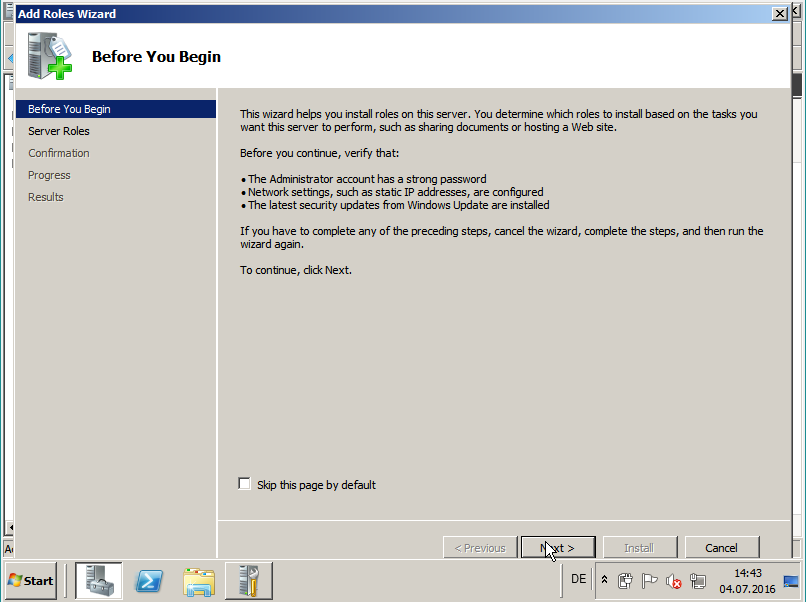 Add Roles Wizard
Before You Begin
Before You Begin
Server Roles
Confirmation
Progress
Results
This wizard helps you install roles on this server. You determine which roles to install based on the tasks you
want this server to perform, such as sharing documents or hosting a Web site.
Before you continue, verify that:
• The Administrator account has a strong password
• Network settings, such as static IP addresses, are configured
• The latest security updates from Windows Update are installed
If you have to complete any of the preceding steps, cancel the wizard, complete the steps, and then run the
wizard again.
To continue, click Next.
Skip this page by default
< Previous
Next >
Install
Cancel
Start
DE
14:43
04.07.2016